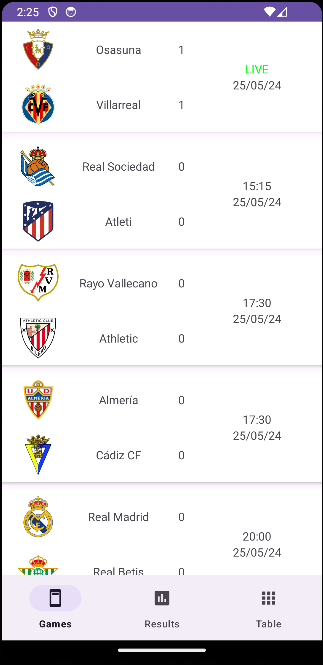 2:25
Osasuna 1
LIVE
25/05/24
Villarreal 1
Real Sociedad 0
15:15
25/05/24
Atleti 0
Rayo Vallecano 0
17:30
25/05/24
Athletic 0
Almería 0
17:30
25/05/24
Cádiz CF 0
Real Madrid 0
20:00
25/05/24
Real Betis 0
Games Results Table